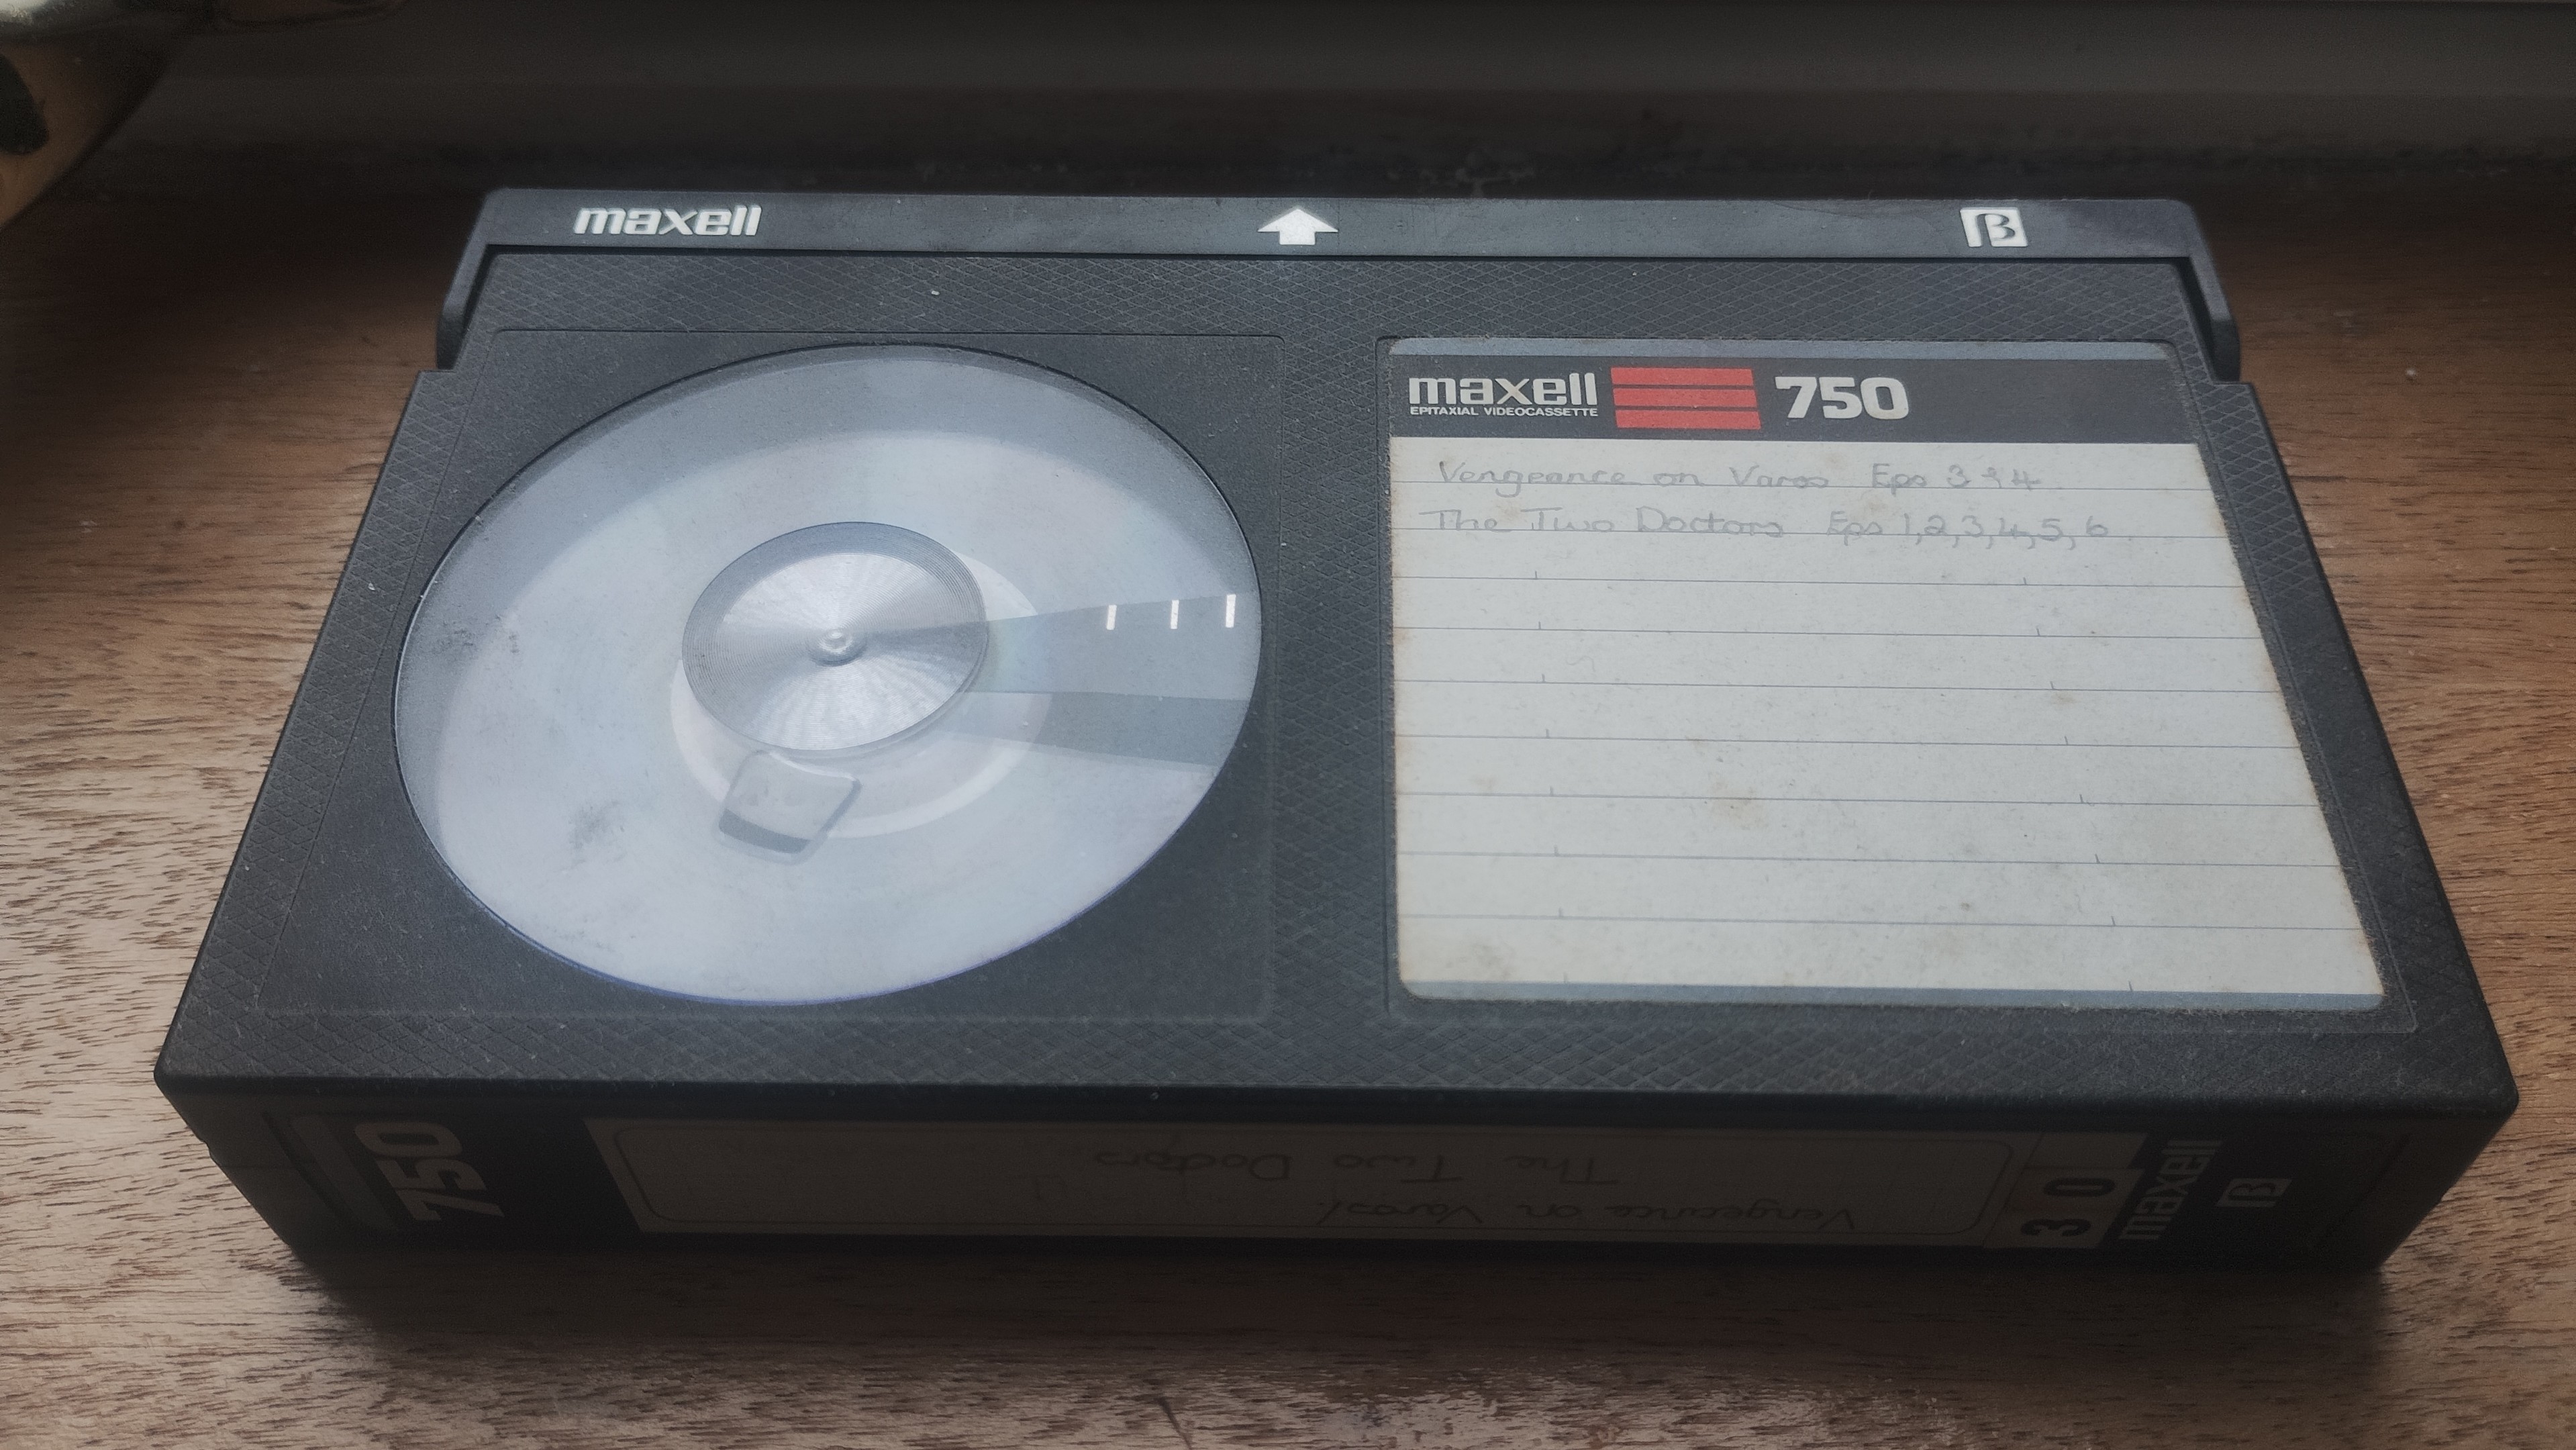 maxell β
maxell 750
EPITAXIAL VIDEOCASSETTE
Vengeance on Varos Eps 3 & 4
The Two Doctors Eps 1,2,3,4,5,6
750
Vengeance on Varos/
The Two Doctors
30
maxell β